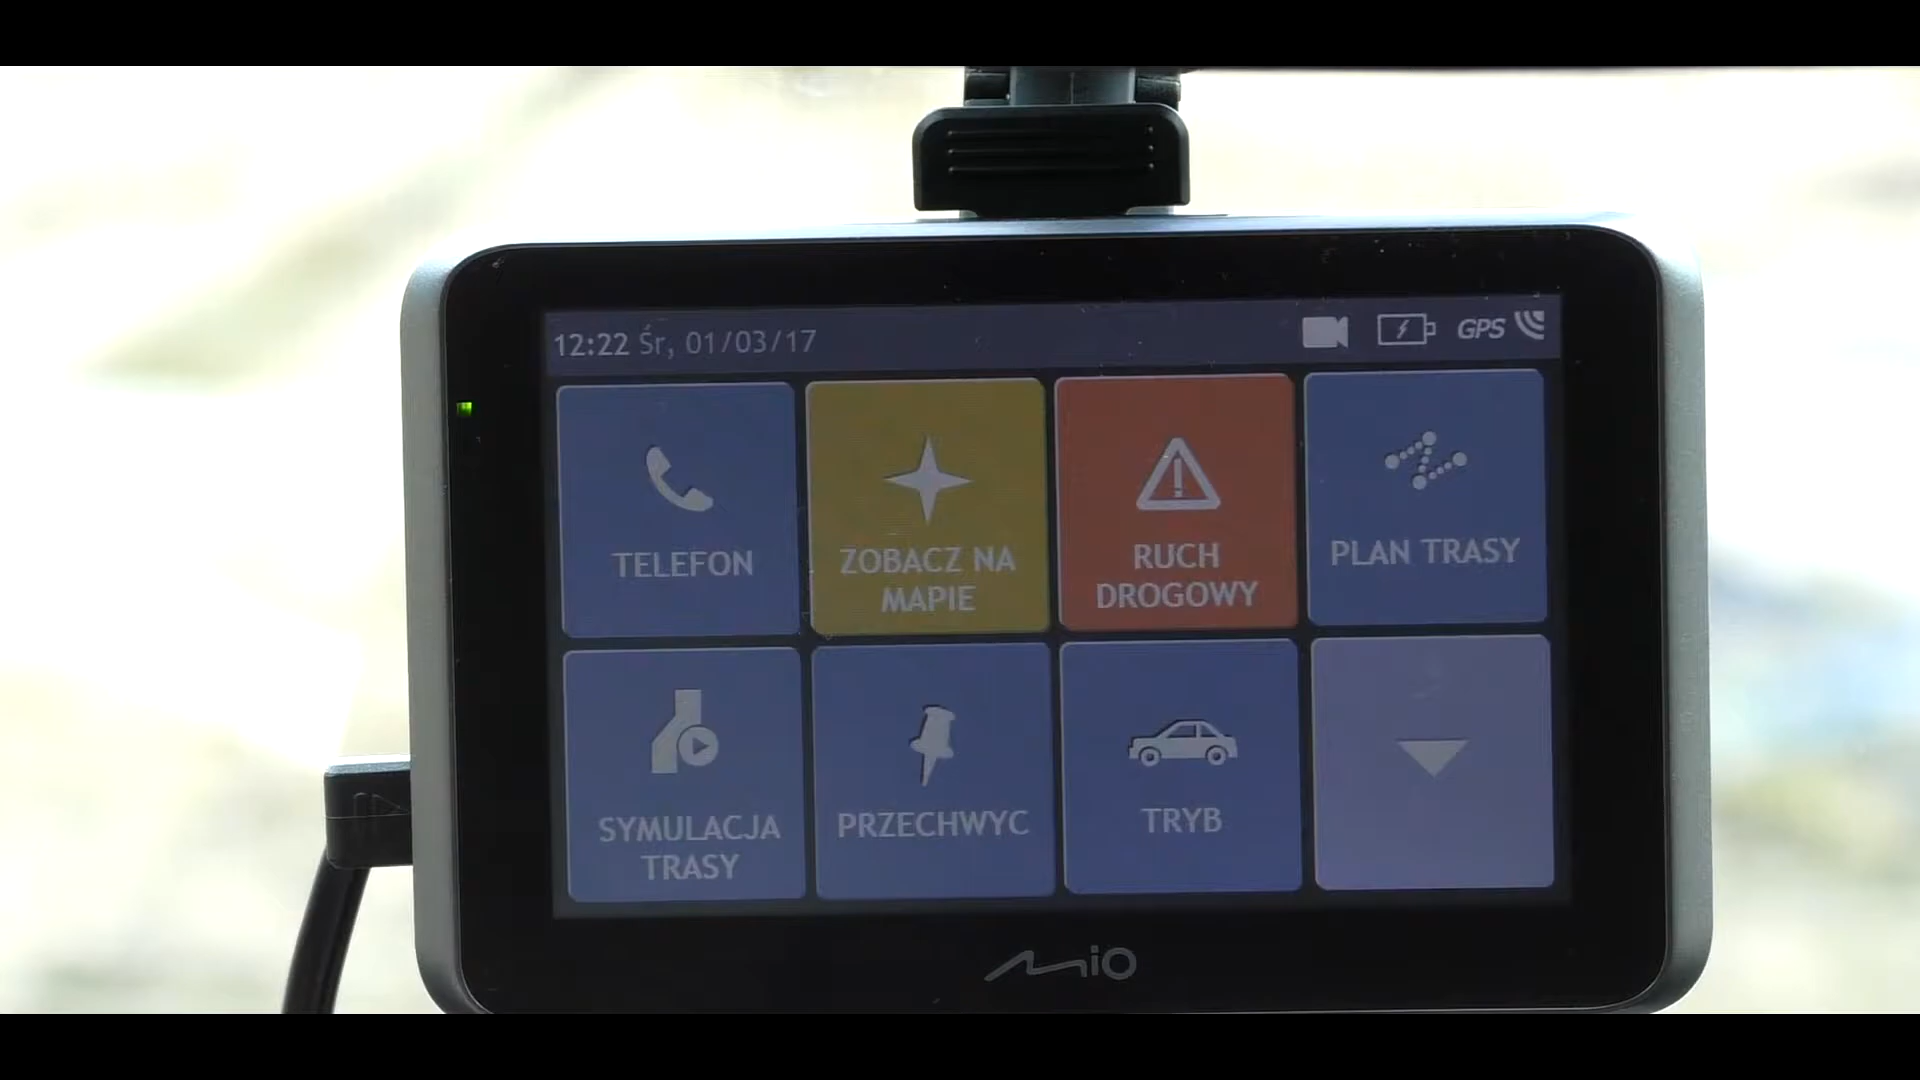 12:22 Śr, 01/03/17 GPS
TELEFON
ZOBACZ NA
MAPIE
RUCH
DROGOWY
PLAN TRASY
SYMULACJA
TRASY
PRZECHWYC
TRYB
Mio